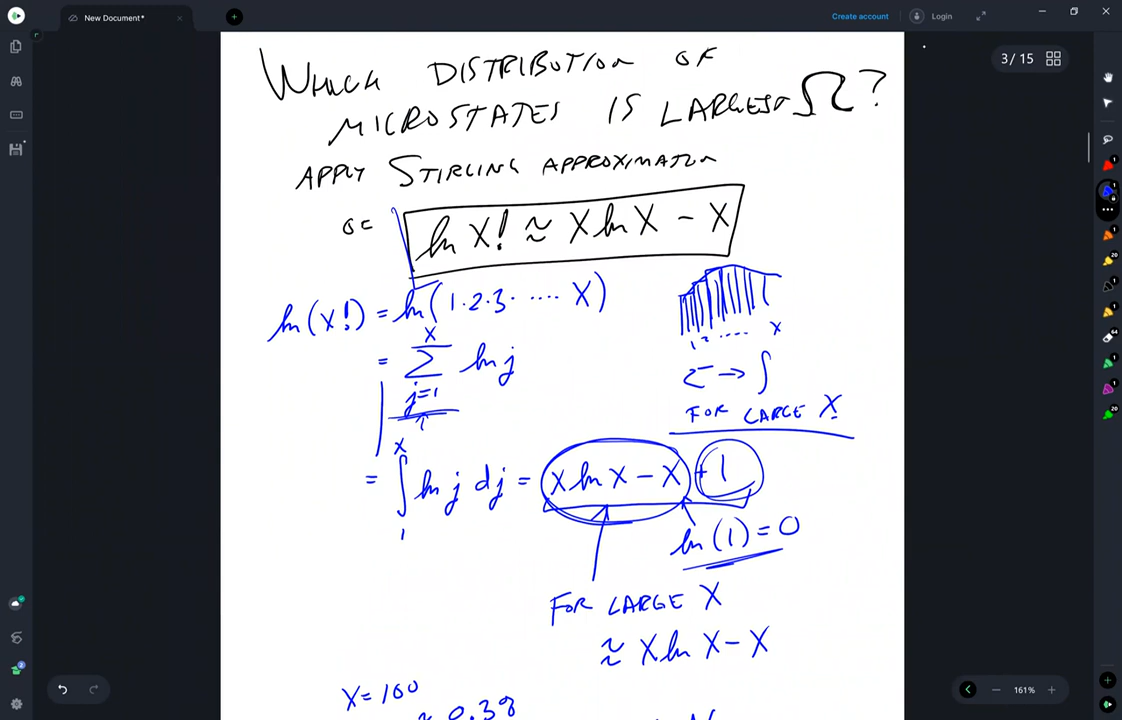 New Document*
Create account
Login
3 / 15
WHICH DISTRIBUTION OF
MICROSTATES IS LARGEST Ω?
APPLY STIRLING APPROXIMATION
ln X! ≈ X ln X - X
ln(X!) = ln(1·2·3· ···· X)
1 2 ···· X
= Σ ln j
X
j=1
Σ → ∫
FOR LARGE X
= ∫ ln j dj = X ln X - X + 1
X
1
ln(1) = 0
FOR LARGE X
≈ X ln X - X
X = 100
161%